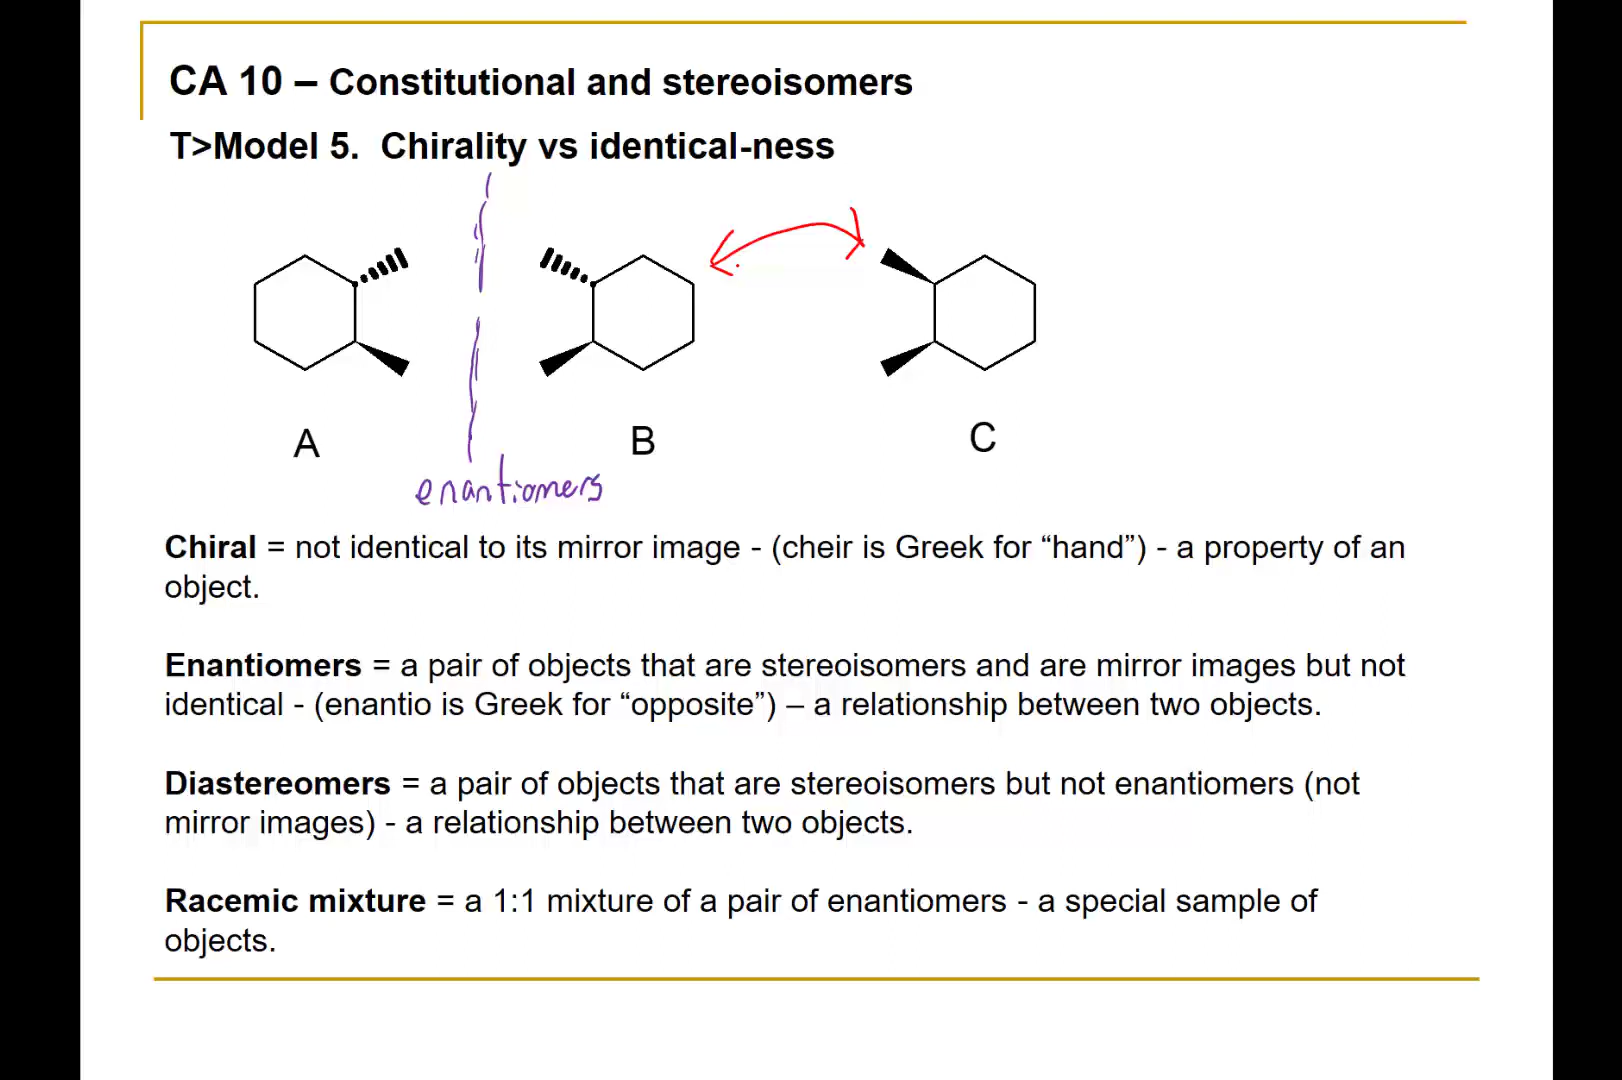 CA 10 – Constitutional and stereoisomers
T>Model 5. Chirality vs identical-ness
A
B
C
enantiomers
Chiral = not identical to its mirror image - (cheir is Greek for “hand”) - a property of an
object.
Enantiomers = a pair of objects that are stereoisomers and are mirror images but not
identical - (enantio is Greek for “opposite”) – a relationship between two objects.
Diastereomers = a pair of objects that are stereoisomers but not enantiomers (not
mirror images) - a relationship between two objects.
Racemic mixture = a 1:1 mixture of a pair of enantiomers - a special sample of
objects.